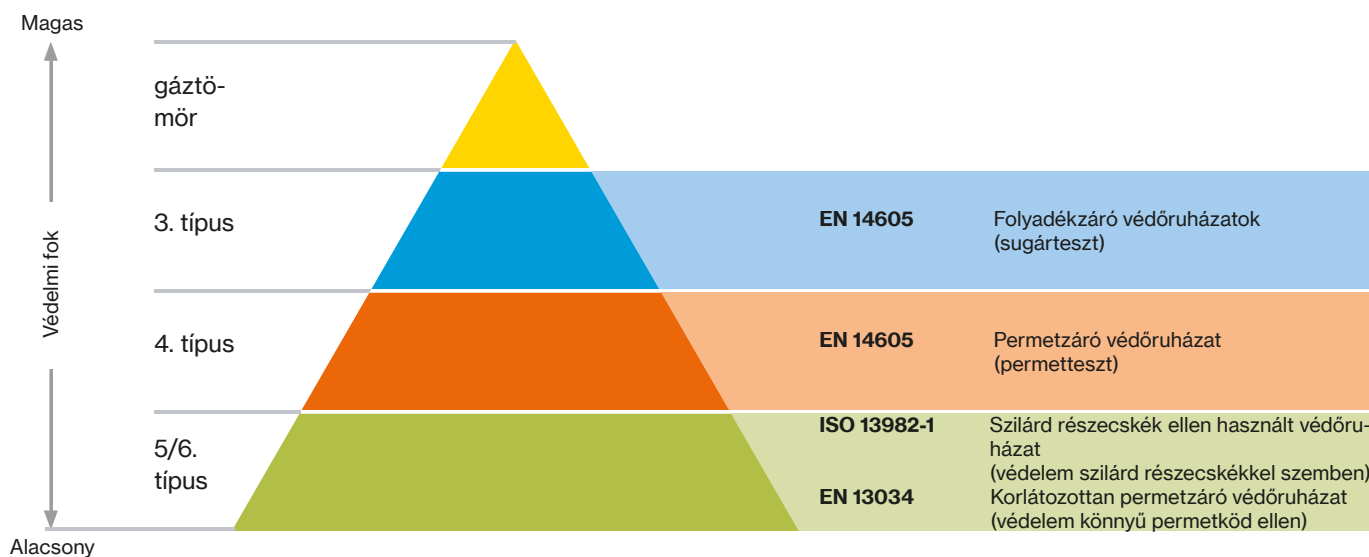 Magas
gáztö-
mör
3. típus
EN 14605
Folyadékzáró védőruházatok
(sugárteszt)
Védelmi fok
4. típus
EN 14605
Permetzáró védőruházat
(permetteszt)
5/6.
típus
ISO 13982-1
Szilárd részecskék ellen használt védőru-
házat
(védelem szilárd részecskékkel szemben)
EN 13034
Korlátozottan permetzáró védőruházat
(védelem könnyű permetköd ellen)
Alacsony